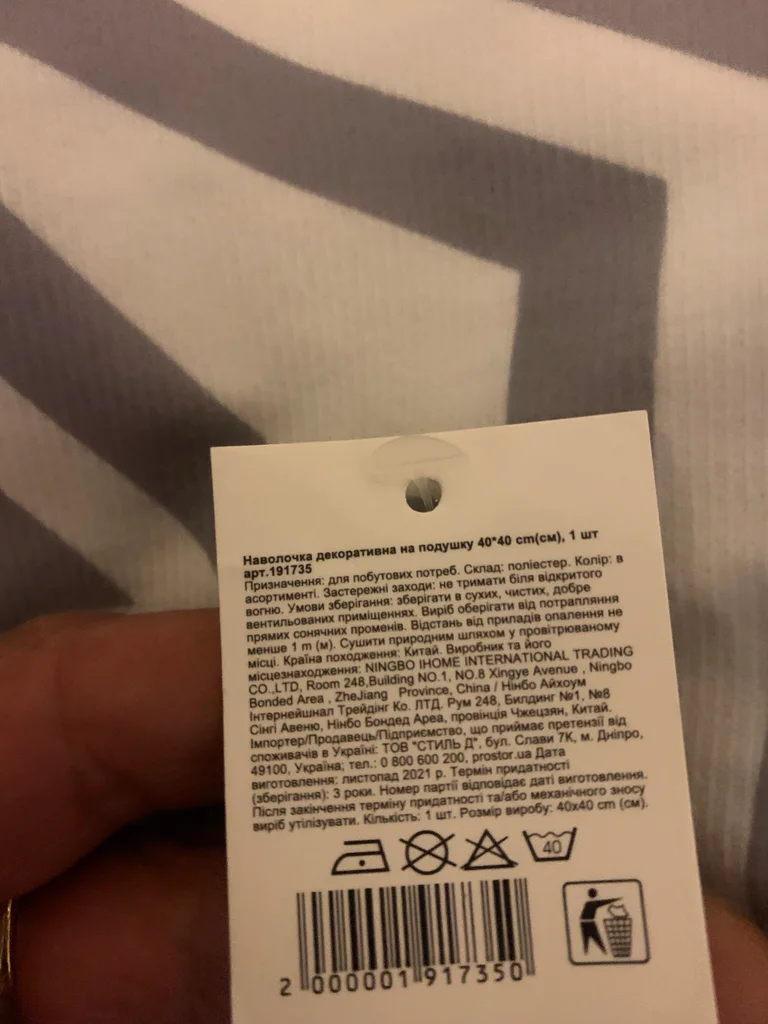 Наволочка декоративна на подушку 40*40 cm(см), 1 шт
арт.191735
Призначення: для побутових потреб. Склад: поліестер. Колір: в
асортименті. Застережні заходи: не тримати біля відкритого
вогню. Умови зберігання: зберігати в сухих, чистих, добре
вентильованих приміщеннях. Виріб оберігати від потрапляння
прямих сонячних променів. Відстань від приладів опалення не
менше 1 m (м). Сушити природним шляхом у провітрюваному
місці. Країна походження: Китай. Виробник та його
місцезнаходження: NINGBO IHOME INTERNATIONAL TRADING
CO.,LTD, Room 248,Building NO.1, NO.8 Xingye Avenue , Ningbo
Bonded Area , ZheJiang Province, China / Нінбо Айхоум
Інтернейшнал Трейдінг Ко. ЛТД. Рум 248, Билдинг №1, №8
Сінгі Авеню, Нінбо Бондед Ареа, провінція Чжецзян, Китай.
Імпортер/Продавець/Підприємство, що приймає претензії від
споживачів в Україні: ТОВ "СТИЛЬ Д", бул. Слави 7К, м. Дніпро,
49100, Україна; тел.: 0 800 600 200, prostor.ua Дата
виготовлення: листопад 2021 р. Термін придатності
(зберігання): 3 роки. Номер партії відповідає даті виготовлення.
Після закінчення терміну придатності та/або механічного зносу
виріб утилізувати. Кількість: 1 шт. Розмір виробу: 40х40 cm (см).
40
2 000001 917350